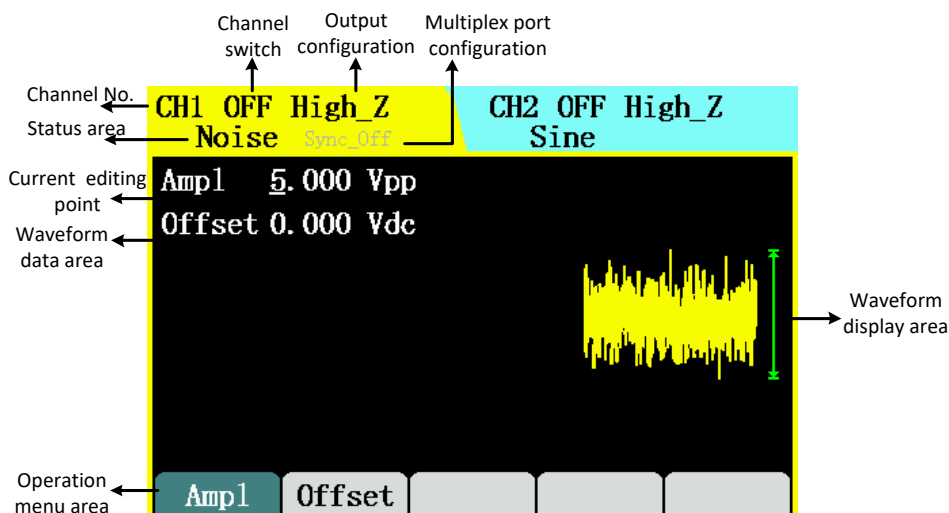 Channel
switch
Output
configuration
Multiplex port
configuration
Channel No.
CH1 OFF High_Z
CH2 OFF High_Z
Status area
Noise Sync_Off
Sine
Current editing
point
Ampl 5.000 Vpp
Waveform
data area
Offset 0.000 Vdc
Waveform
display area
Operation
menu area
Ampl
Offset